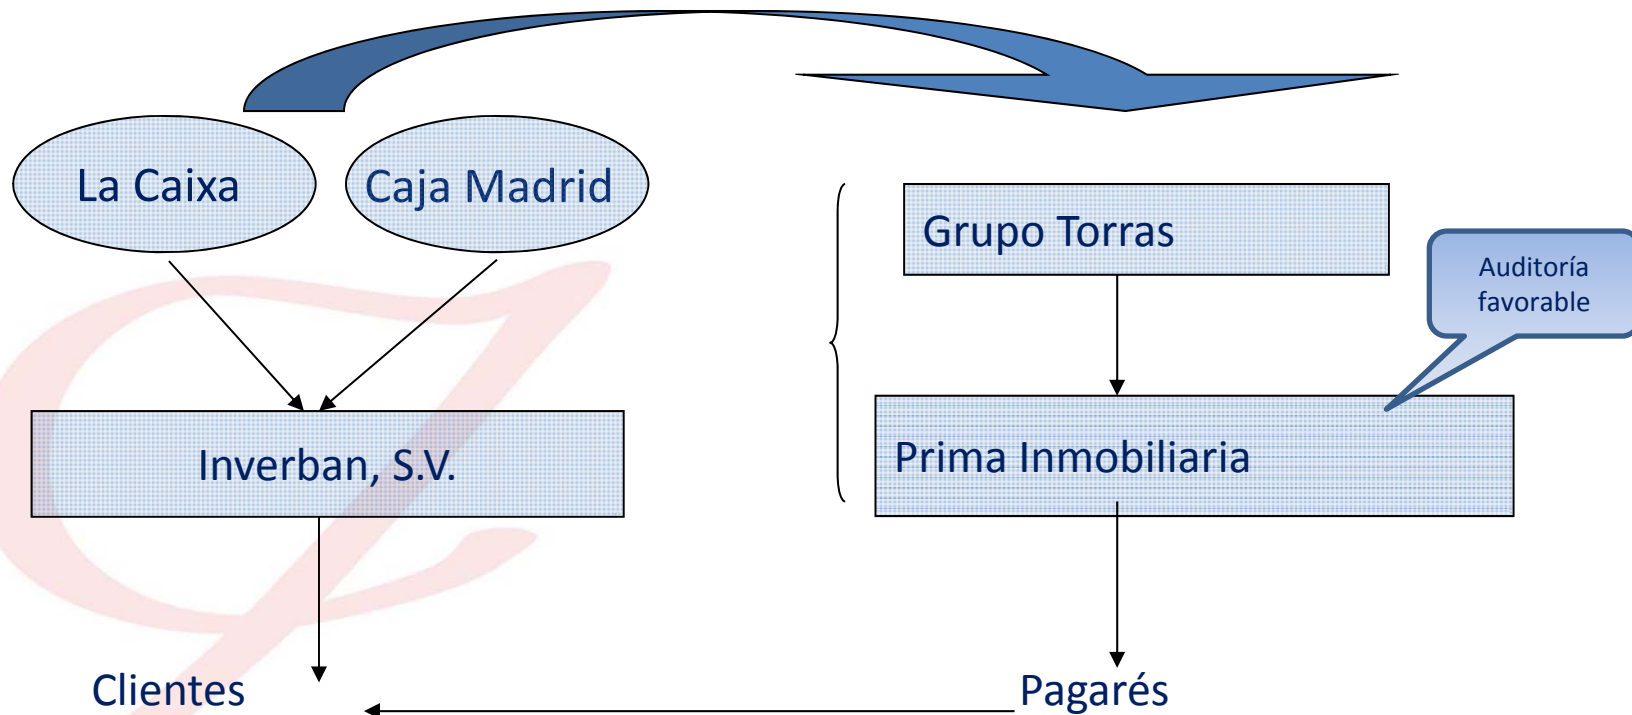 La Caixa
Caja Madrid
Grupo Torras
Auditoría
favorable
Inverban, S.V.
Prima Inmobiliaria
Clientes
Pagarés